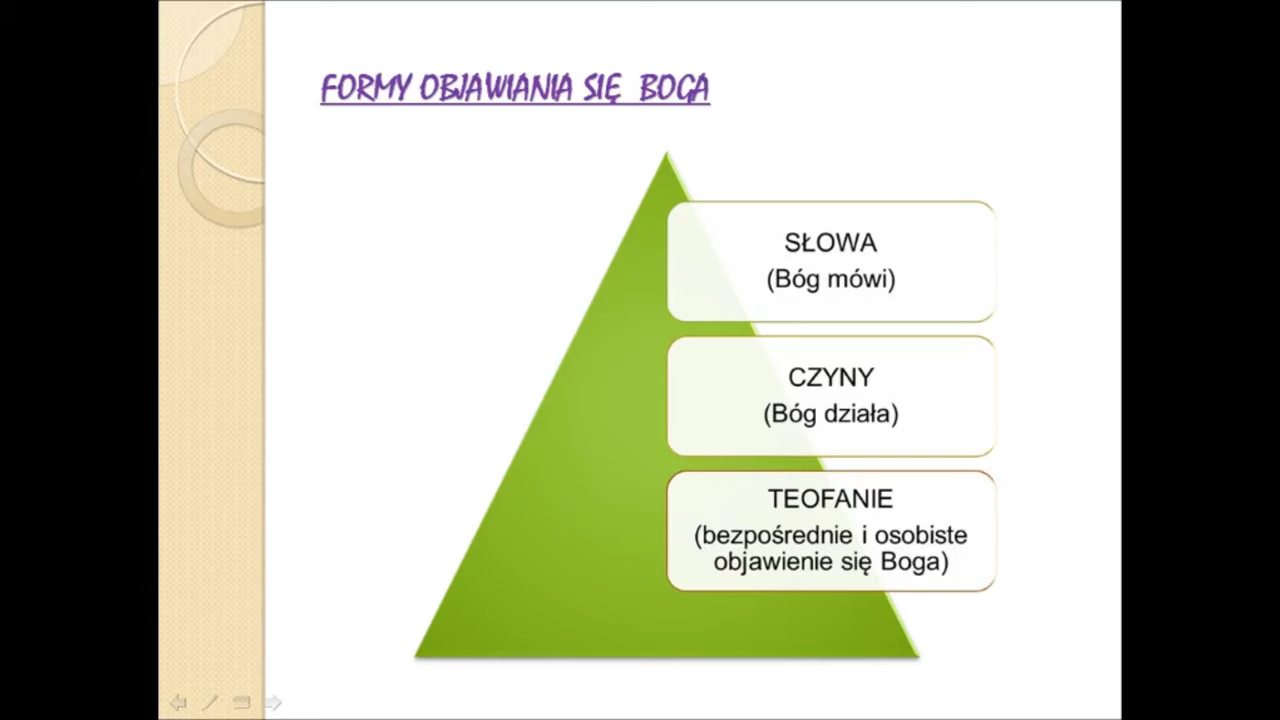 FORMY OBJAWIANIA SIĘ BOGA
SŁOWA
(Bóg mówi)
CZYNY
(Bóg działa)
TEOFANIE
(bezpośrednie i osobiste
objawienie się Boga)